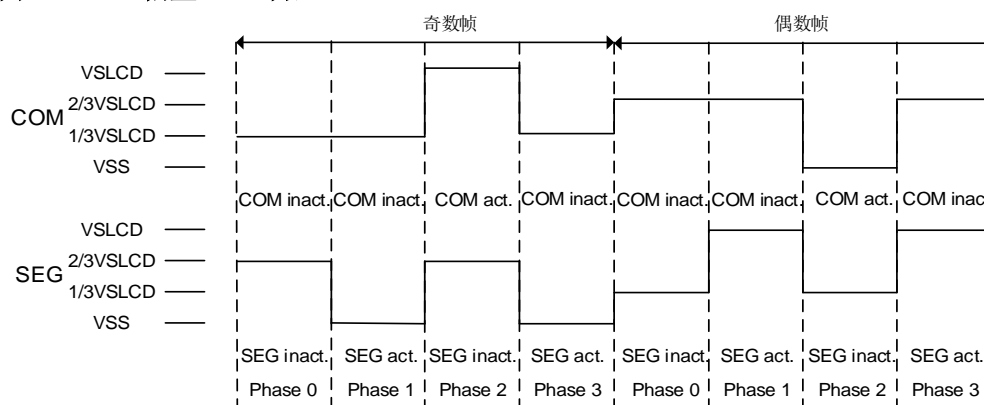 奇数帧 偶数帧
VSLCD
2/3VSLCD
COM
1/3VSLCD
VSS
COM inact. COM inact. COM act. COM inact. COM inact. COM inact. COM act. COM inac
VSLCD
2/3VSLCD
SEG
1/3VSLCD
VSS
SEG inact. SEG act. SEG inact. SEG act. SEG inact. SEG act. SEG inact. SEG act.
Phase 0 Phase 1 Phase 2 Phase 3 Phase 0 Phase 1 Phase 2 Phase 3